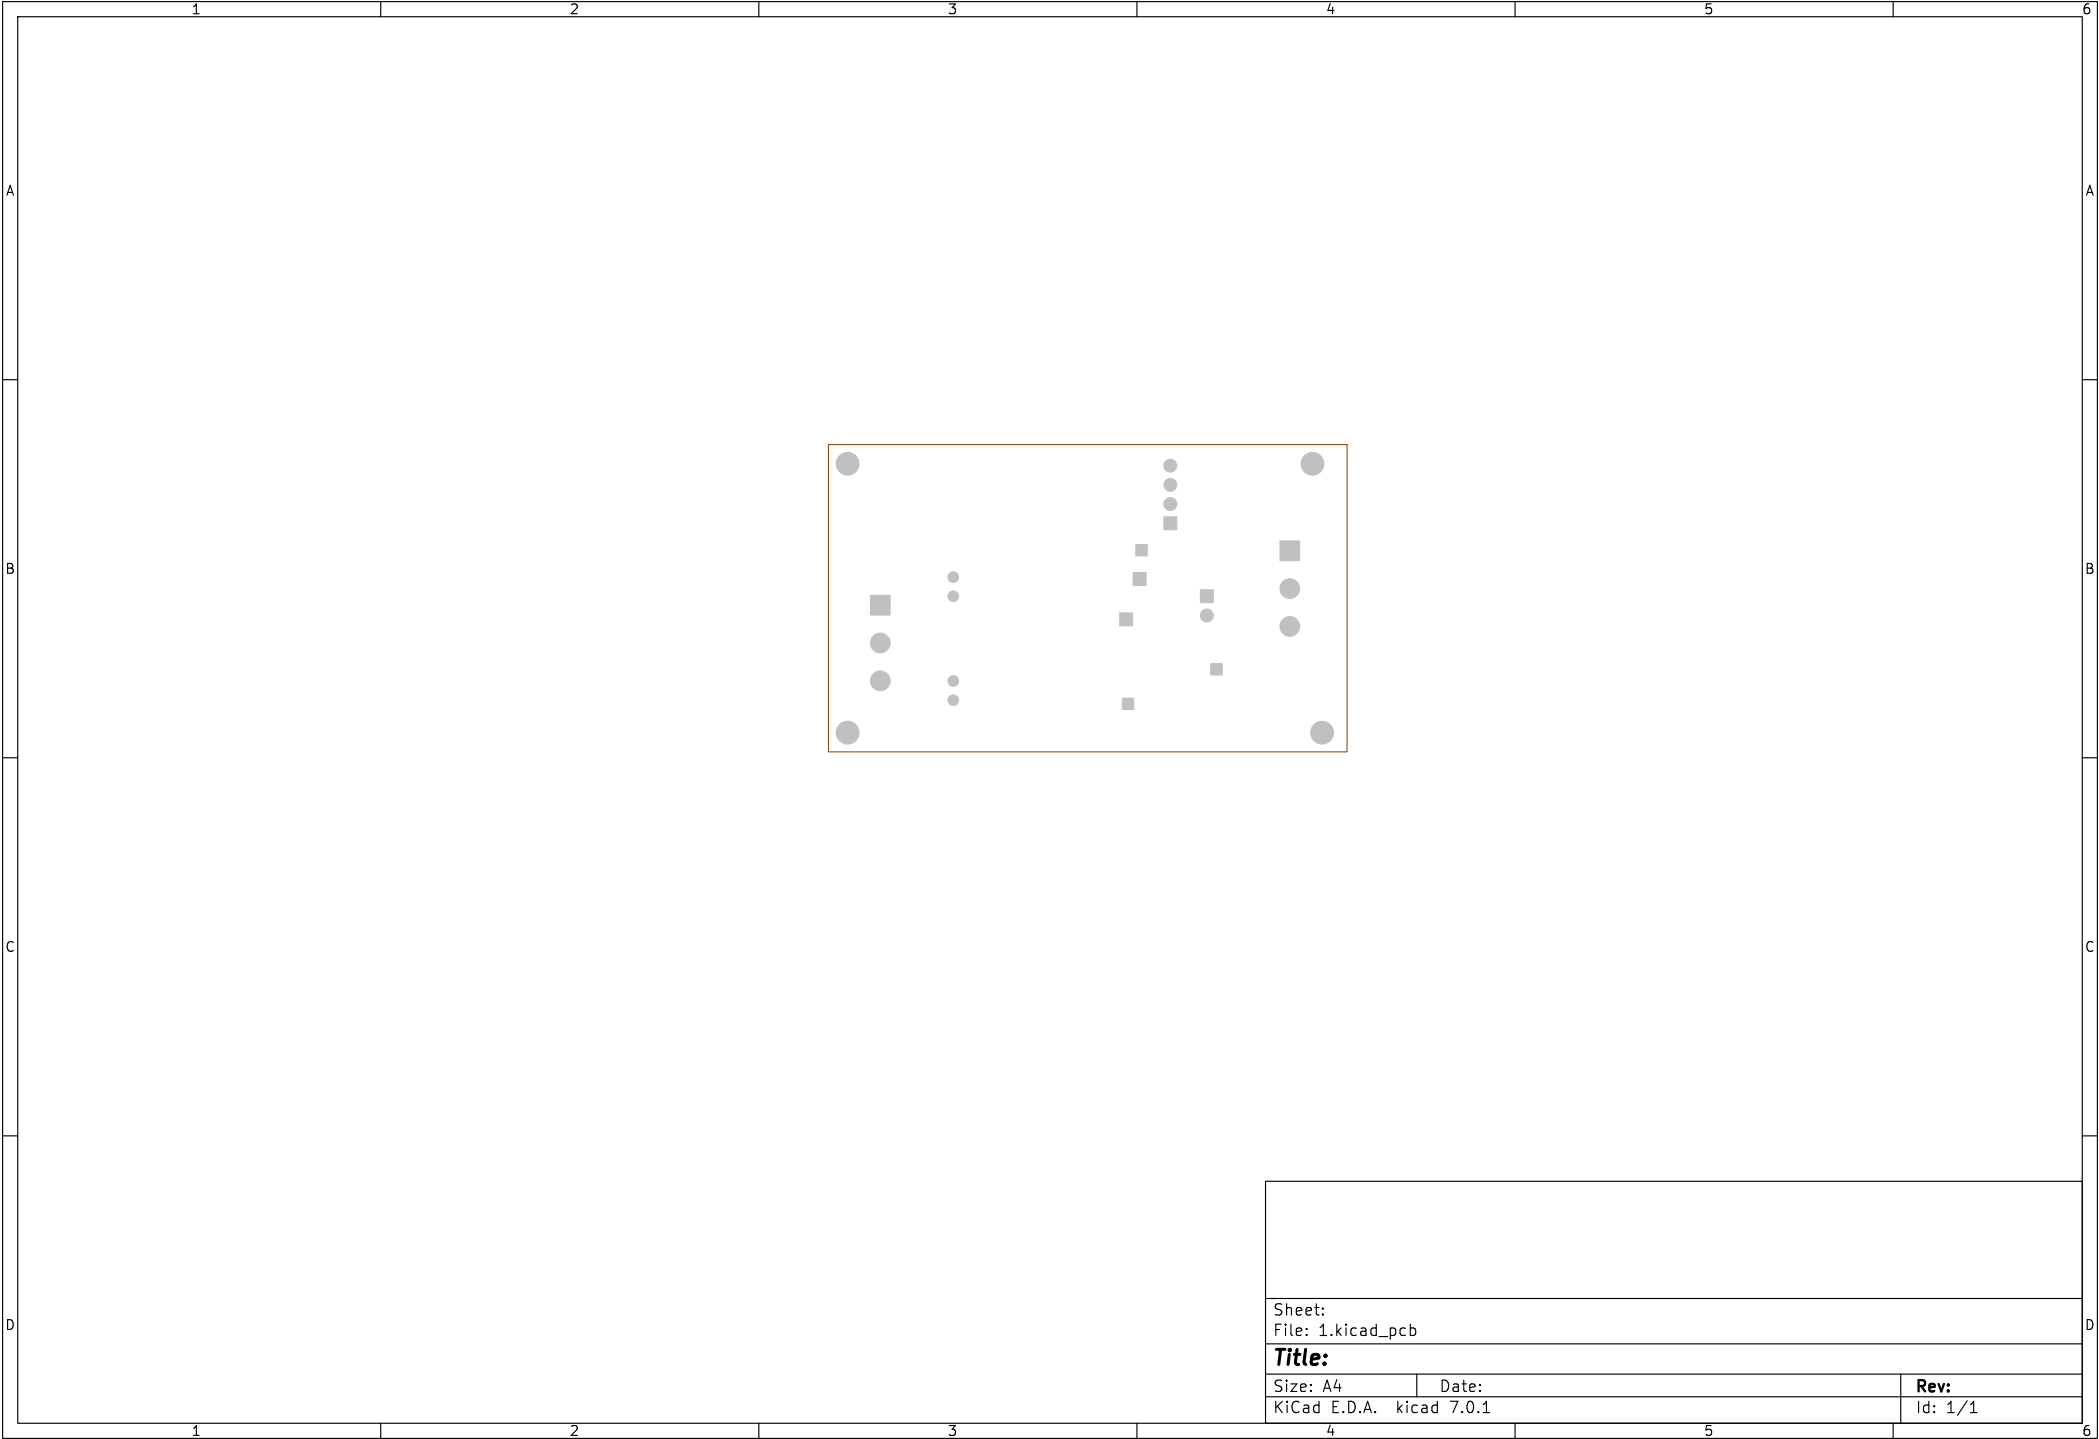 1 2 3 4 5 6
A A
B B
C C
Sheet:
File: 1.kicad_pcb
D D
Title:
Size: A4 Date: Rev:
KiCad E.D.A. kicad 7.0.1 Id: 1/1
1 2 3 4 5 6